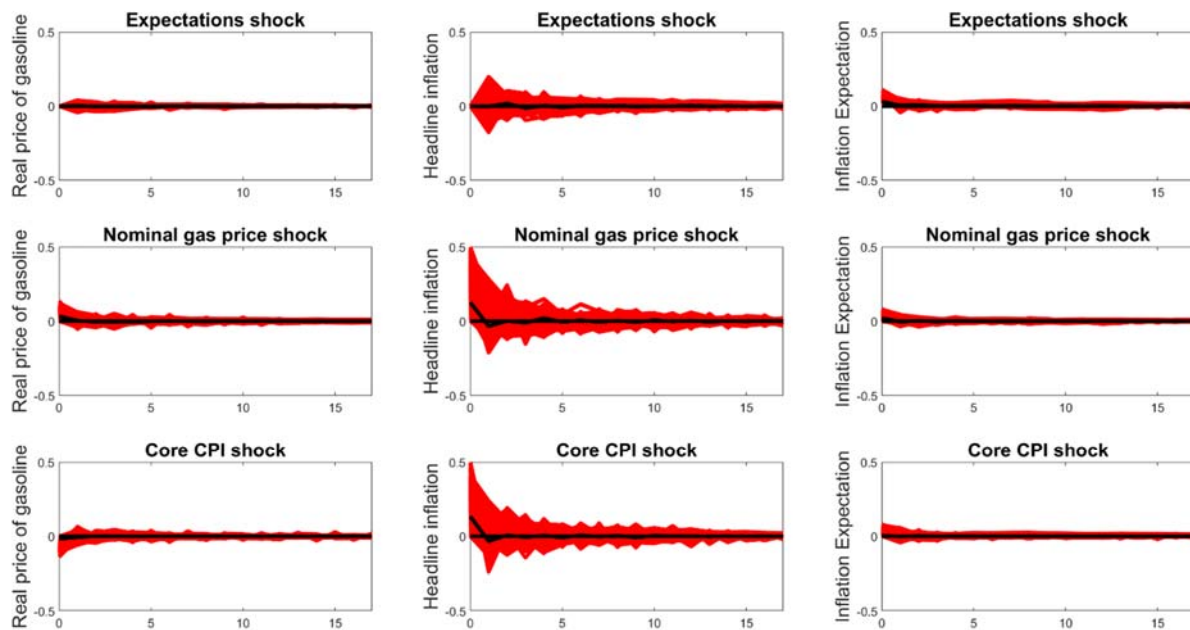 Expectations shock
Real price of gasoline
0.5
0
-0.5
0 5 10 15
Expectations shock
Headline inflation
0.5
0
-0.5
0 5 10 15
Expectations shock
Inflation Expectation
0.5
0
-0.5
0 5 10 15
Nominal gas price shock
Real price of gasoline
0.5
0
-0.5
0 5 10 15
Nominal gas price shock
Headline inflation
0.5
0
-0.5
0 5 10 15
Nominal gas price shock
Inflation Expectation
0.5
0
-0.5
0 5 10 15
Core CPI shock
Real price of gasoline
0.5
0
-0.5
0 5 10 15
Core CPI shock
Headline inflation
0.5
0
-0.5
0 5 10 15
Core CPI shock
Inflation Expectation
0.5
0
-0.5
0 5 10 15